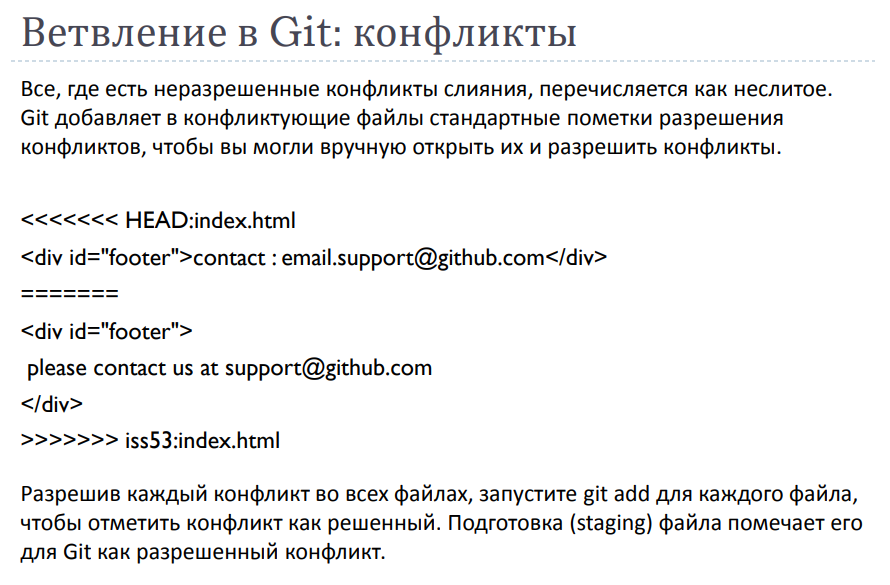 Ветвление в Git: конфликты
Все, где есть неразрешенные конфликты слияния, перечисляется как неслитое.
Git добавляет в конфликтующие файлы стандартные пометки разрешения
конфликтов, чтобы вы могли вручную открыть их и разрешить конфликты.
<<<<<<< HEAD:index.html
<div id="footer">contact : email.support@github.com</div>
=======
<div id="footer">
 please contact us at support@github.com
</div>
>>>>>>> iss53:index.html
Разрешив каждый конфликт во всех файлах, запустите git add для каждого файла,
чтобы отметить конфликт как решенный. Подготовка (staging) файла помечает его
для Git как разрешенный конфликт.